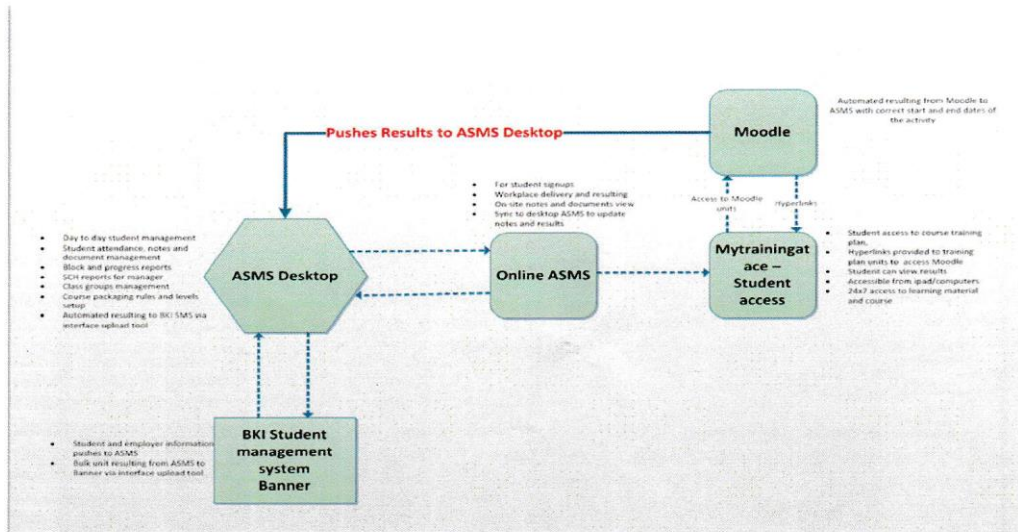 Automated resulting from Moodle to
ASMS with correct start and end dates of
the activity
Moodle
Pushes Results to ASMS Desktop
• For student signups
• Workplace delivery and resulting
• On-site notes and documents view
• Sync to desktop ASMS to update
notes and results
Access to Moodle
units
Hyperlinks
• Day to day student management
• Student attendance, notes and
document management
• Block and progress reports
• SCH reports for manager
• Class groups management
• Course packaging rules and levels
setup
• Automated resulting to BKI SMS via
interface upload tool
ASMS Desktop
Online ASMS
Mytrainingat
ace –
Student
access
• Student access to course training
plan,
• Hyperlinks provided to training
plan units to access Moodle
• Student can view results
• Accessible from ipad/computers
• 24x7 access to learning material
and course
• Student and employer information
pushes to ASMS
• Bulk unit resulting from ASMS to
Banner via interface upload tool
BKI Student
management
system
Banner